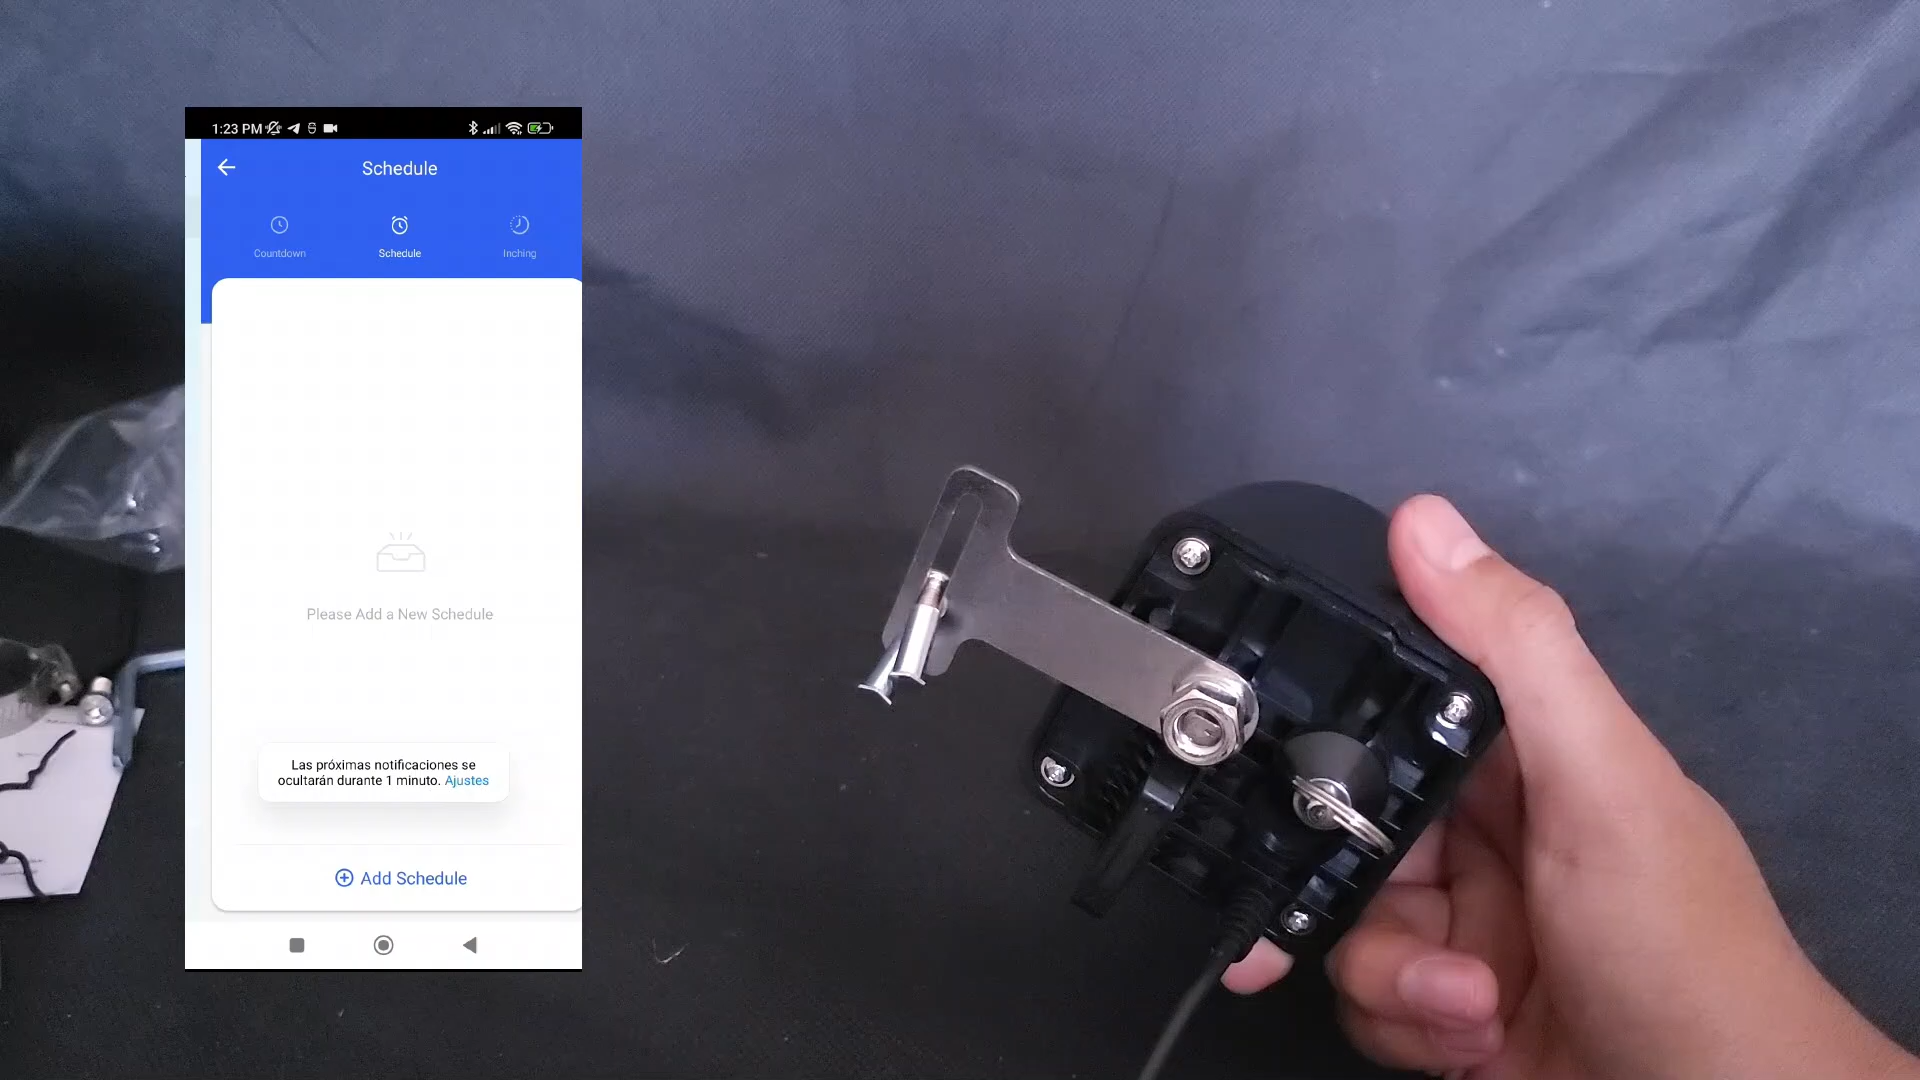 1:23 PM
Schedule
Countdown
Schedule
Inching
Please Add a New Schedule
Las próximas notificaciones se
ocultarán durante 1 minuto. Ajustes
Add Schedule